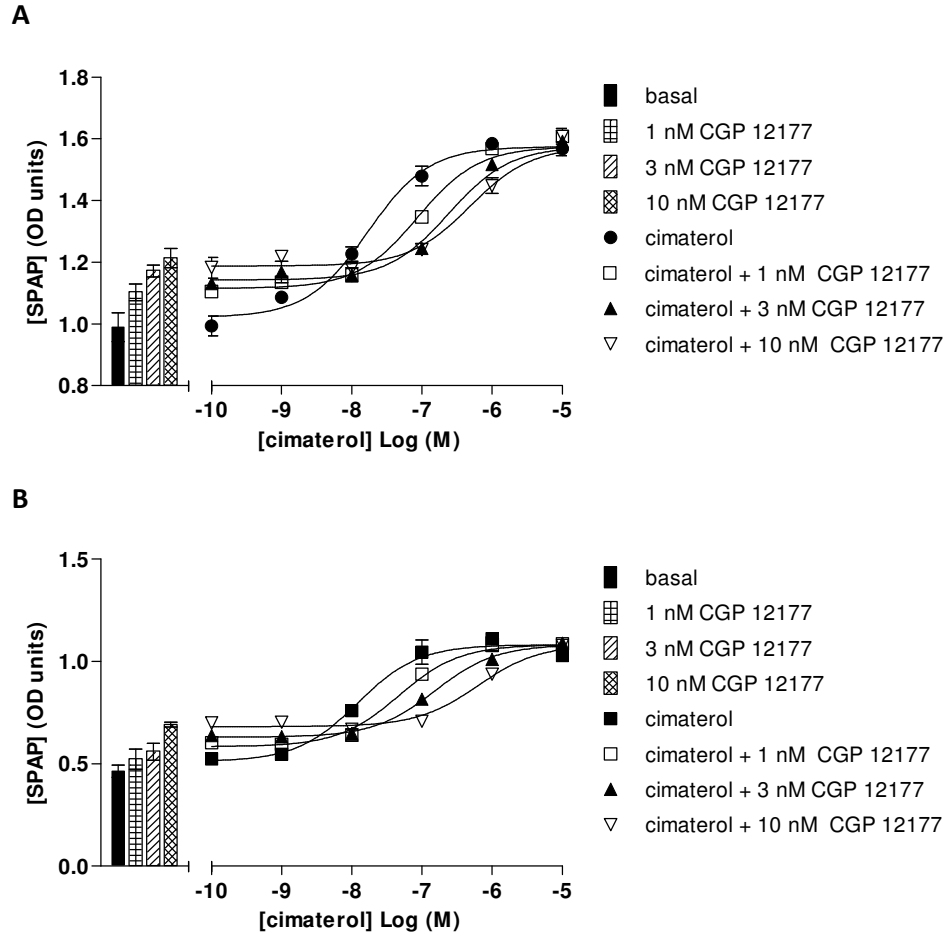 A
[SPAP] (OD units)
1.8
1.6
1.4
1.2
1.0
0.8
-10 -9 -8 -7 -6 -5
[cimaterol] Log (M)
basal
1 nM CGP 12177
3 nM CGP 12177
10 nM CGP 12177
cimaterol
cimaterol + 1 nM CGP 12177
cimaterol + 3 nM CGP 12177
cimaterol + 10 nM CGP 12177
B
[SPAP] (OD units)
1.5
1.0
0.5
0.0
-10 -9 -8 -7 -6 -5
[cimaterol] Log (M)
basal
1 nM CGP 12177
3 nM CGP 12177
10 nM CGP 12177
cimaterol
cimaterol + 1 nM CGP 12177
cimaterol + 3 nM CGP 12177
cimaterol + 10 nM CGP 12177